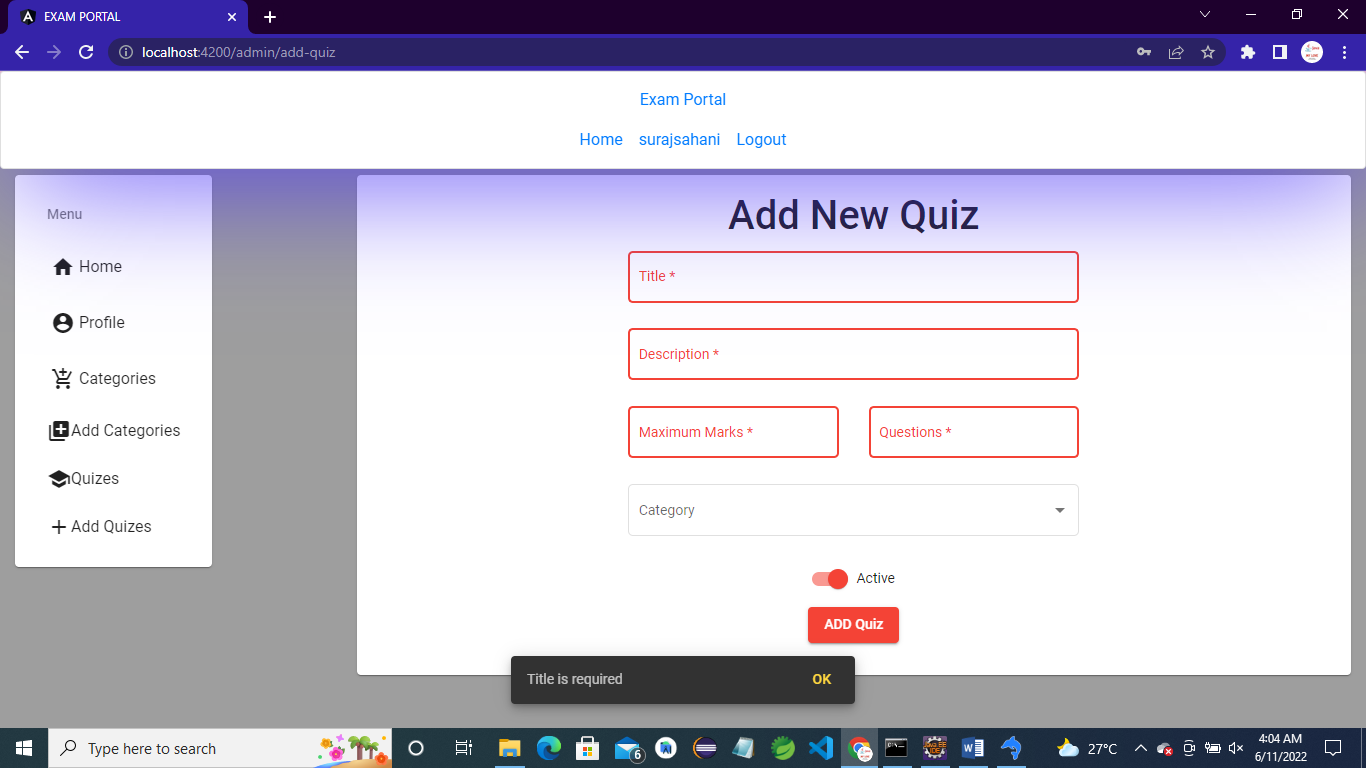 EXAM PORTAL
localhost:4200/admin/add-quiz
Exam Portal
Home surajsahani Logout
Menu
Home
Profile
Categories
Add Categories
Quizes
Add Quizes
Add New Quiz
Title *
Description *
Maximum Marks * Questions *
Category
Active
ADD Quiz
Title is required OK
Type here to search
6
27°C
4:04 AM
6/11/2022